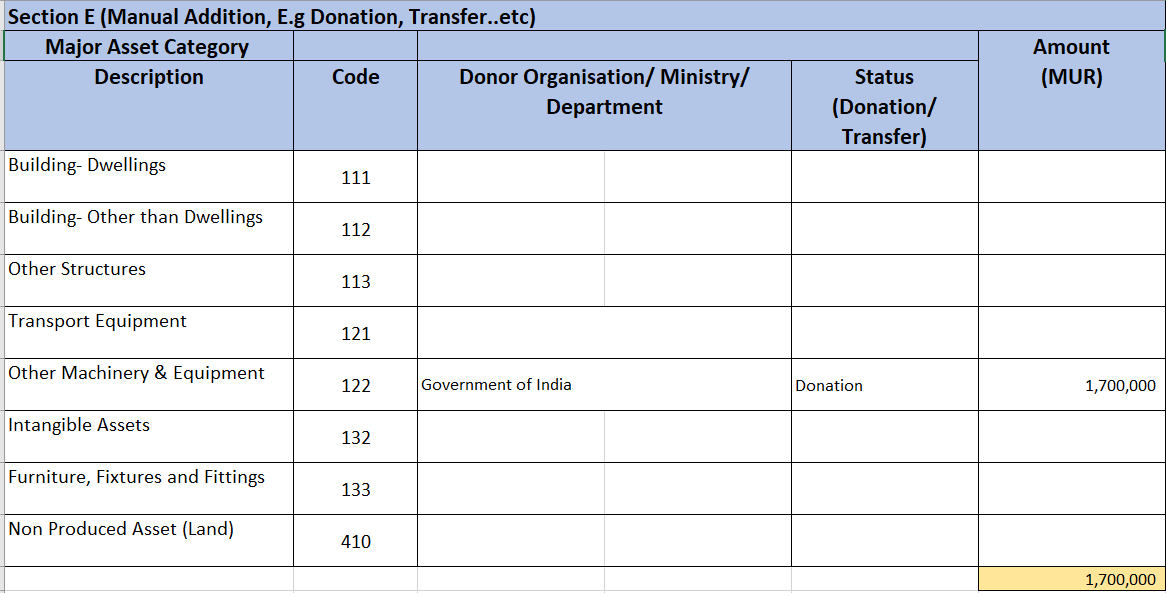 Section E (Manual Addition, E.g Donation, Transfer..etc)
Major Asset Category
Amount
(MUR)
Description
Code
Donor Organisation/ Ministry/
Department
Status
(Donation/
Transfer)
Building- Dwellings
111
Building- Other than Dwellings
112
Other Structures
113
Transport Equipment
121
Other Machinery & Equipment
122
Government of India
Donation
1,700,000
Intangible Assets
132
Furniture, Fixtures and Fittings
133
Non Produced Asset (Land)
410
1,700,000